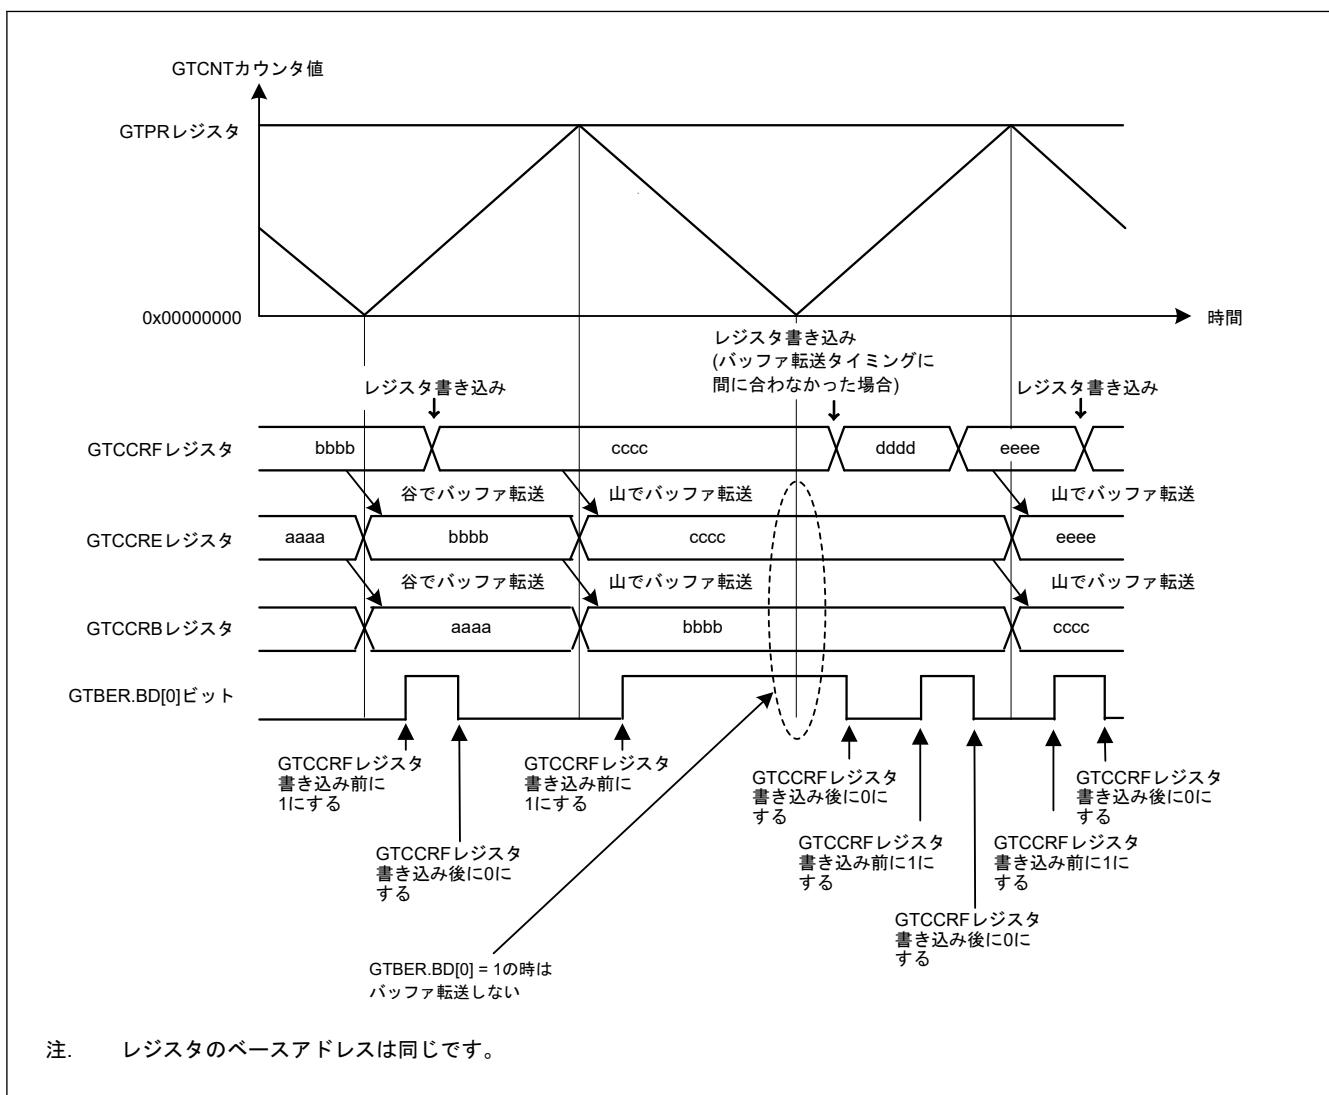 GTCNTカウンタ値
GTPRレジスタ
0x00000000
時間
レジスタ書き込み
(バッファ転送タイミングに
間に合わなかった場合)
レジスタ書き込み
レジスタ書き込み
GTCCRFレジスタ
bbbb
cccc
dddd
eeee
谷でバッファ転送
山でバッファ転送
山でバッファ転送
GTCCREレジスタ
aaaa
bbbb
cccc
eeee
谷でバッファ転送
山でバッファ転送
山でバッファ転送
GTCCRBレジスタ
aaaa
bbbb
cccc
GTBER.BD[0]ビット
GTCCRFレジスタ
書き込み前に
1にする
GTCCRFレジスタ
書き込み後に0に
する
GTCCRFレジスタ
書き込み前に
1にする
GTCCRFレジスタ
書き込み後に0に
する
GTCCRFレジスタ
書き込み前に1に
する
GTCCRFレジスタ
書き込み後に0に
する
GTCCRFレジスタ
書き込み前に1に
する
GTCCRFレジスタ
書き込み後に0に
する
GTBER.BD[0] = 1の時は
バッファ転送しない
注. レジスタのベースアドレスは同じです。